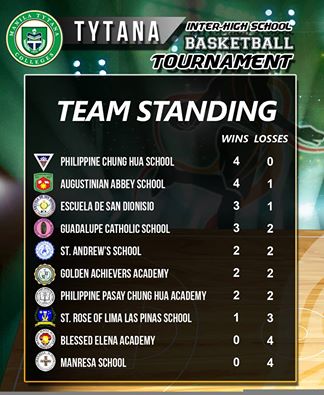 MANILA TYTANA
COLLEGES
TYTANA
INTER-HIGH SCHOOL
BASKETBALL
TOURNAMENT
TEAM STANDING
WINS LOSSES
PHILIPPINE CHUNG HUA SCHOOL 4 0
AUGUSTINIAN ABBEY SCHOOL 4 1
ESCUELA DE SAN DIONISIO 3 1
GUADALUPE CATHOLIC SCHOOL 3 2
ST. ANDREW'S SCHOOL 2 2
GOLDEN ACHIEVERS ACADEMY 2 2
PHILIPPINE PASAY CHUNG HUA ACADEMY 2 2
ST. ROSE OF LIMA LAS PINAS SCHOOL 1 3
BLESSED ELENA ACADEMY 0 4
MANRESA SCHOOL 0 4